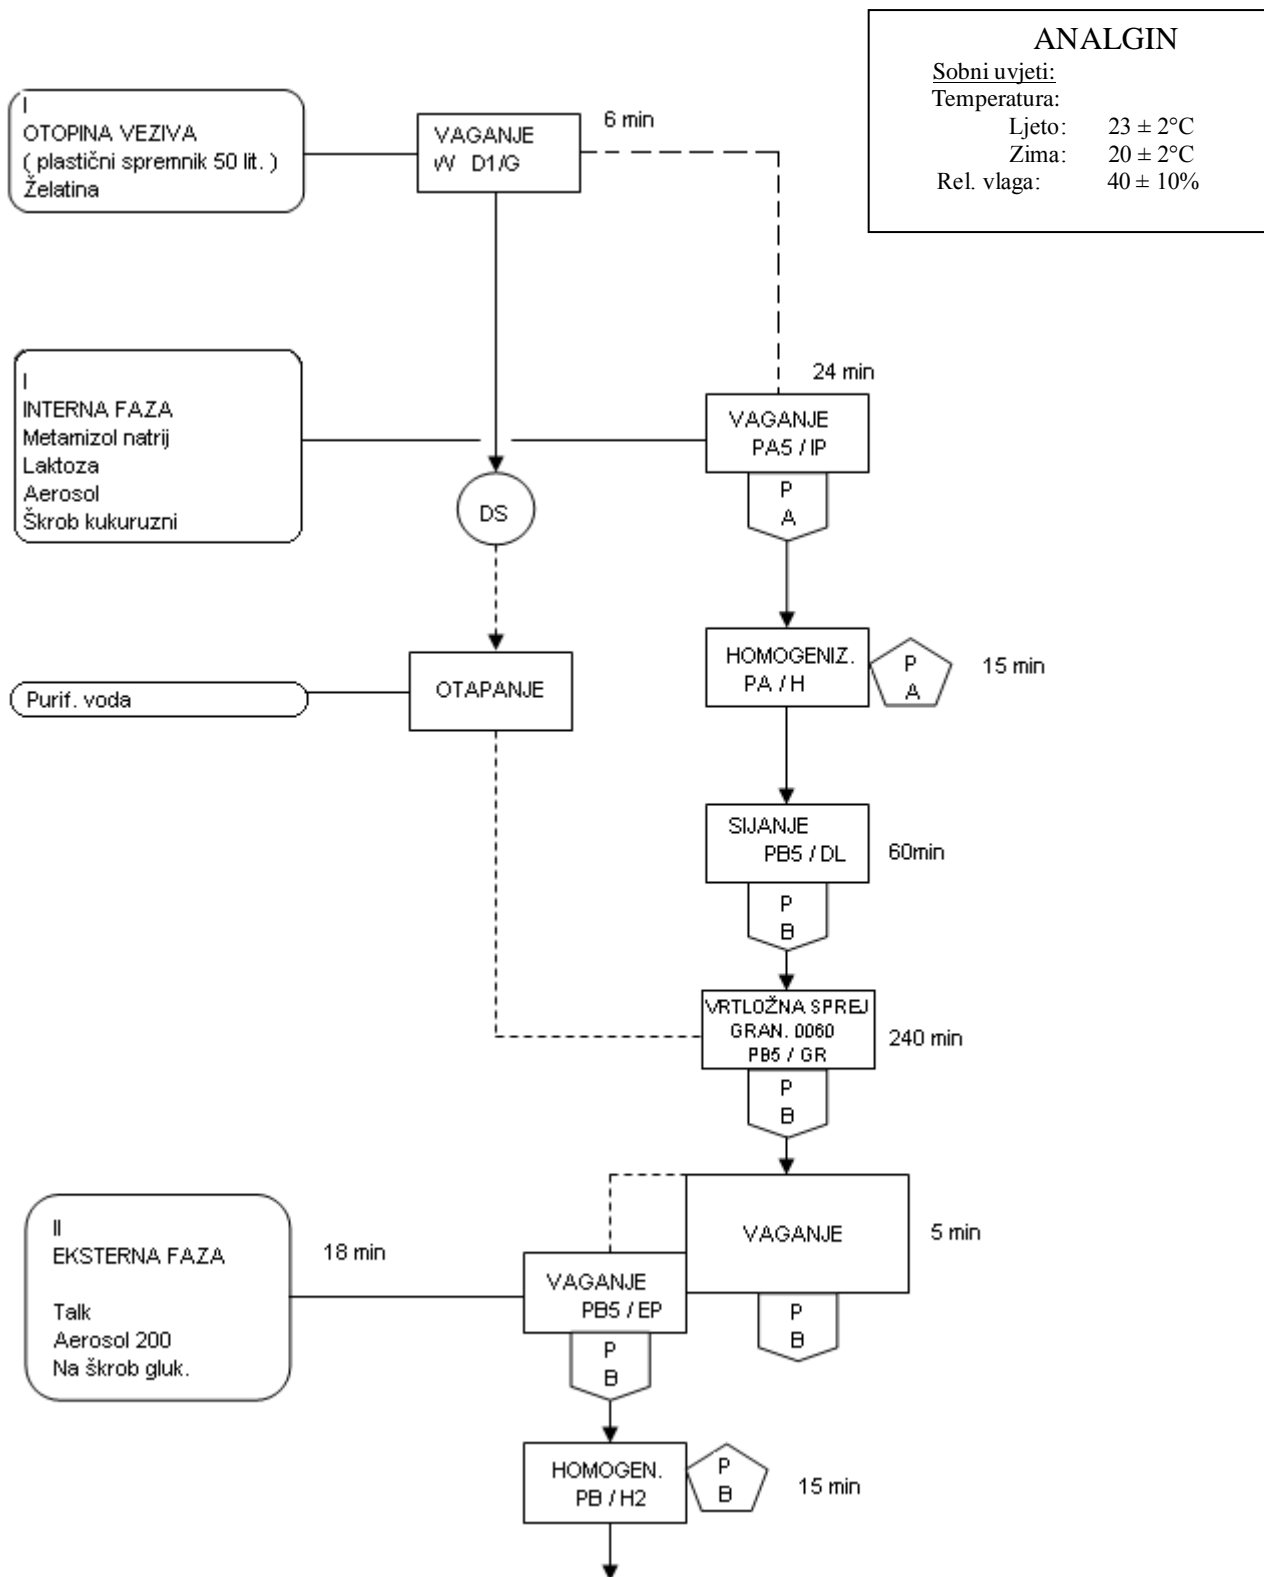 ANALGIN
Sobni uvjeti:
Temperatura:
Ljeto: 23 ± 2°C
Zima: 20 ± 2°C
Rel. vlaga: 40 ± 10%
I
OTOPINA VEZIVA
( plastični spremnik 50 lit. )
Želatina
VAGANJE
W D1/G
6 min
I
INTERNA FAZA
Metamizol natrij
Laktoza
Aerosol
Škrob kukuruzni
24 min
VAGANJE
PA5 / IP
P
A
DS
HOMOGENIZ.
PA / H
P
A
15 min
Purif. voda
OTAPANJE
SIJANJE
PB5 / DL
60min
P
B
VRTLOŽNA SPREJ
GRAN. 0060
PB5 / GR
240 min
P
B
VAGANJE
5 min
P
B
II
EKSTERNA FAZA
Talk
Aerosol 200
Na škrob gluk.
18 min
VAGANJE
PB5 / EP
P
B
HOMOGEN.
PB / H2
P
B
15 min